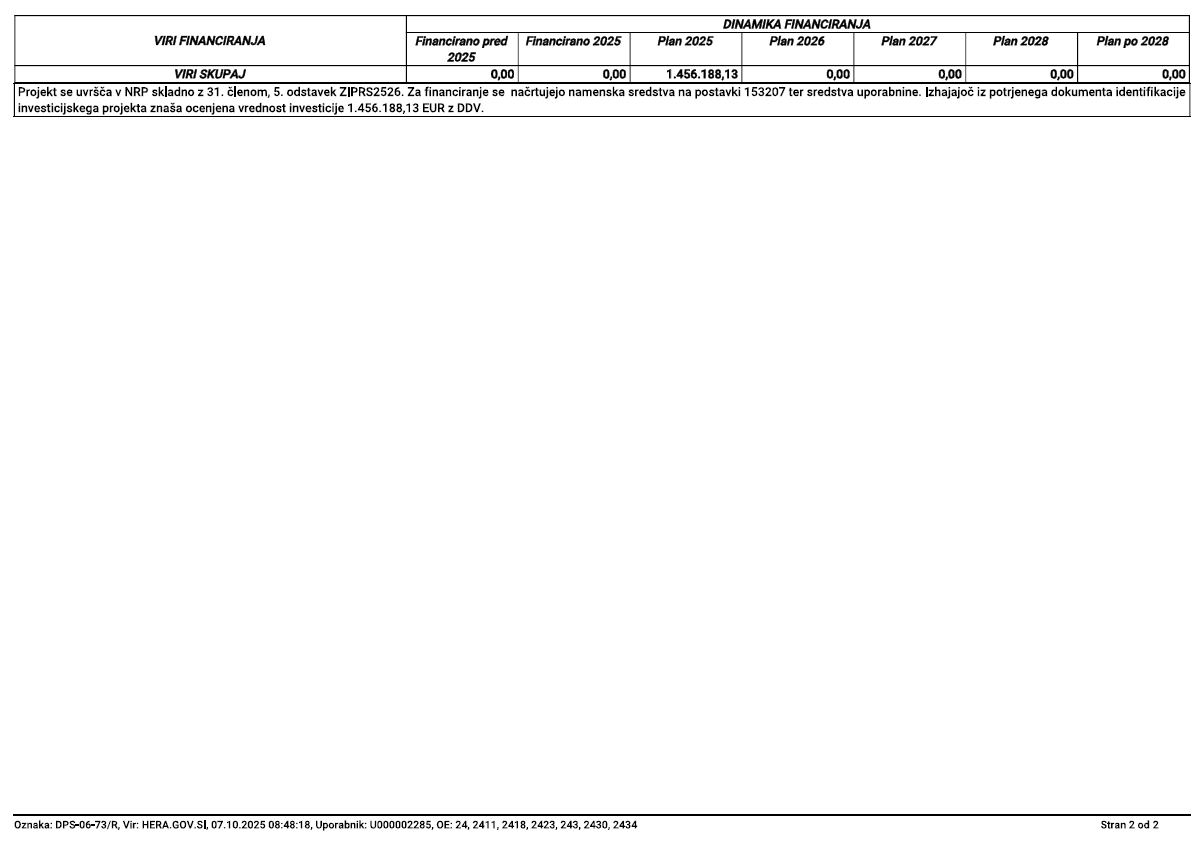 DINAMIKA FINANCIRANJA
VIRI FINANCIRANJA
Financirano pred 2025
Financirano 2025
Plan 2025
Plan 2026
Plan 2027
Plan 2028
Plan po 2028
VIRI SKUPAJ 0,00 0,00 1.456.188,13 0,00 0,00 0,00 0,00
Projekt se uvršča v NRP skladno z 31. členom, 5. odstavek ZIPRS2526. Za financiranje se načrtujejo namenska sredstva na postavki 153207 ter sredstva uporabnine. Izhajajoč iz potrjenega dokumenta identifikacije
investicijskega projekta znaša ocenjena vrednost investicije 1.456.188,13 EUR z DDV.
Oznaka: DPS-06-73/R, Vir: HERA.GOV.SI, 07.10.2025 08:48:18, Uporabnik: U000002285, OE: 24, 2411, 2418, 2423, 243, 2430, 2434
Stran 2 od 2